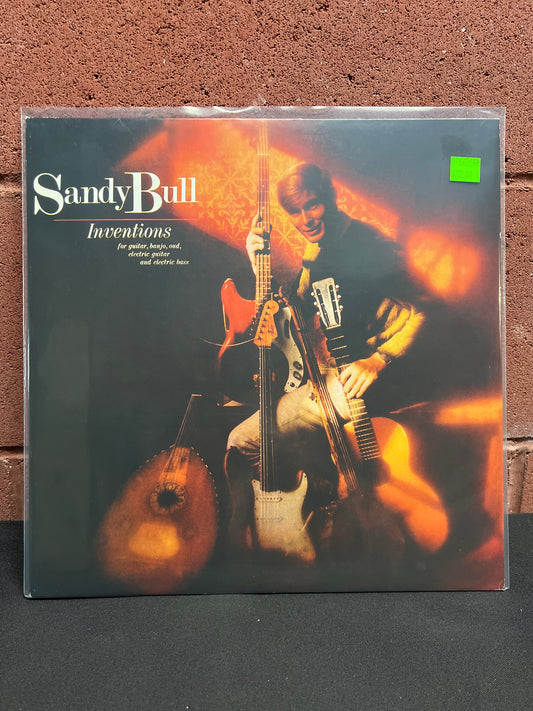 Sandy Bull
Inventions
for guitar, banjo, oud,
electric guitar
and electric bass